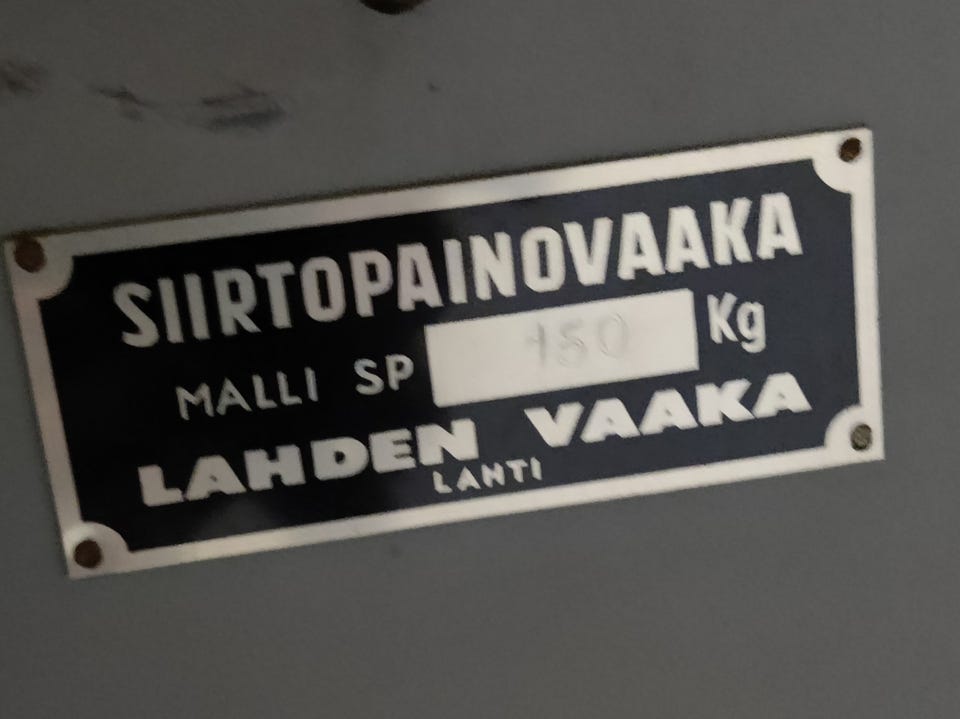 SIIRTOPAINOVAAKA
MALLI SP 150 Kg
LAHDEN VAAKA
LAHTI